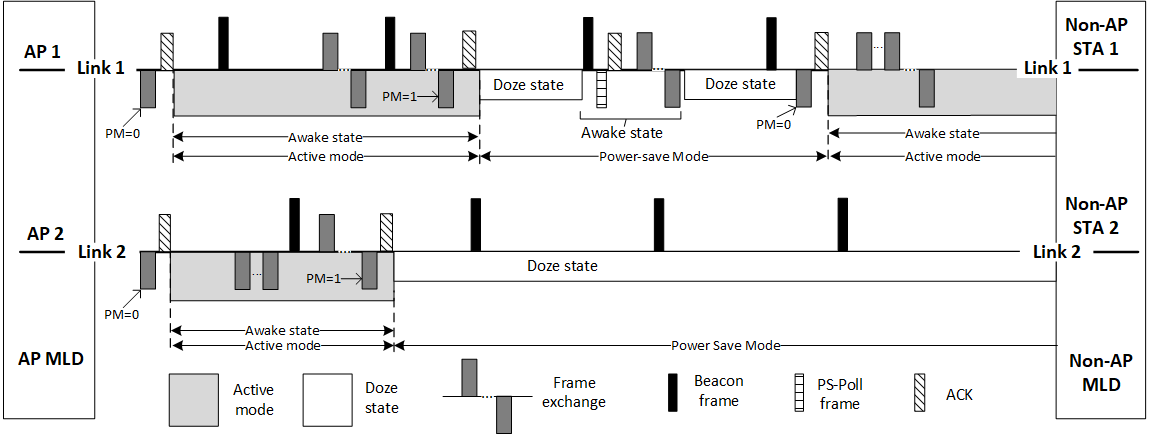 AP 1
Link 1
Non-AP
STA 1
Link 1
Doze state
Doze state
PM=1
PM=0
PM=0
Awake state
Awake state
Awake state
Active mode
Power-save Mode
Active mode
AP 2
Link 2
Non-AP
STA 2
Link 2
Doze state
PM=1
PM=0
Awake state
Active mode
Power Save Mode
AP MLD
Non-AP
MLD
Active
mode
Doze
state
Frame
exchange
Beacon
frame
PS-Poll
frame
ACK